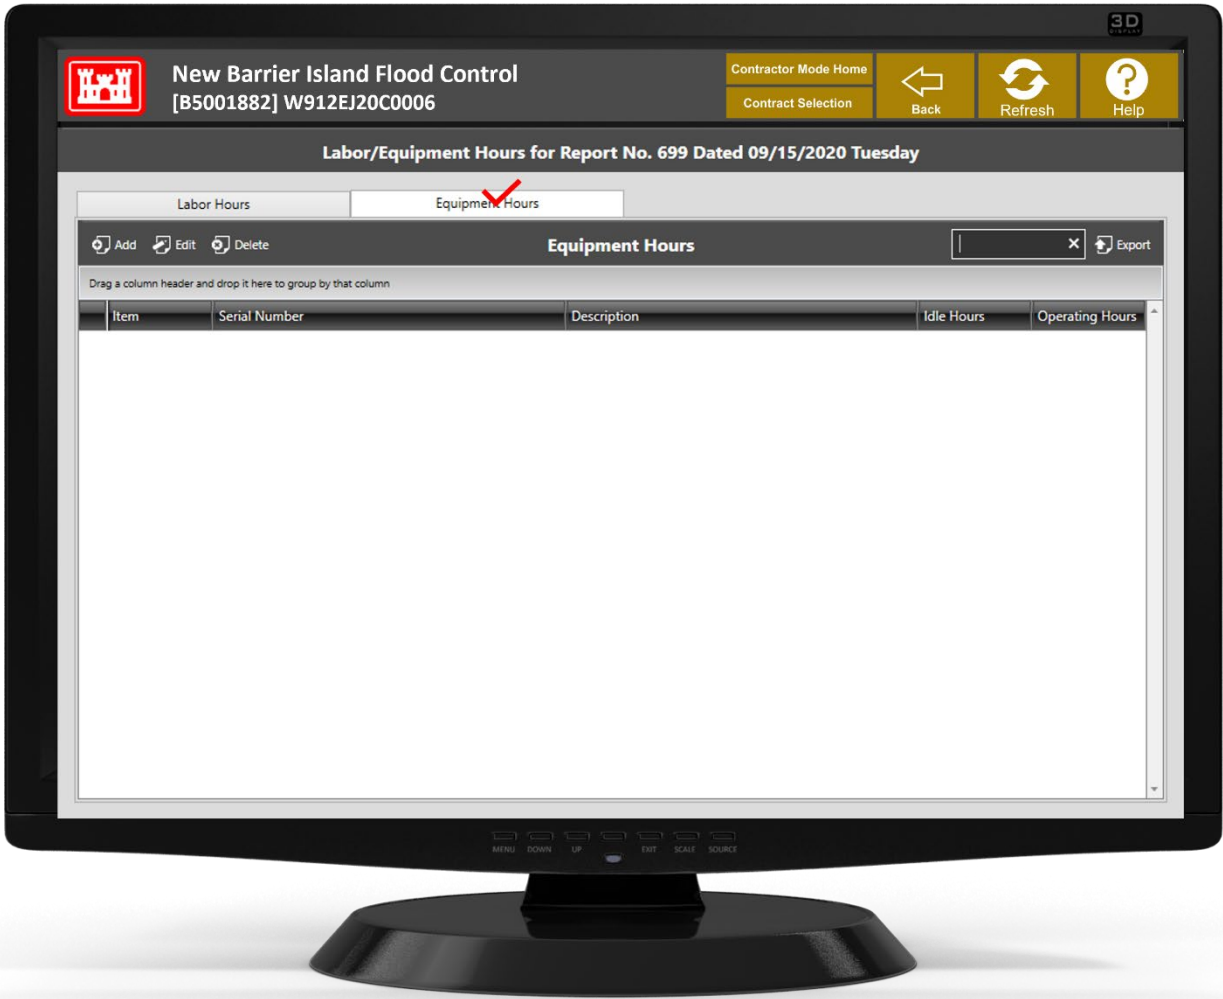 3D
DISPLAY
New Barrier Island Flood Control
[B5001882] W912EJ20C0006
Contractor Mode Home
Contract Selection
Back
Refresh
Help
Labor/Equipment Hours for Report No. 699 Dated 09/15/2020 Tuesday
Labor Hours
Equipment Hours
Add
Edit
Delete
Equipment Hours
Export
Drag a column header and drop it here to group by that column
Item
Serial Number
Description
Idle Hours
Operating Hours
MENU
DOWN
UP
EXIT
SCALE
SOURCE